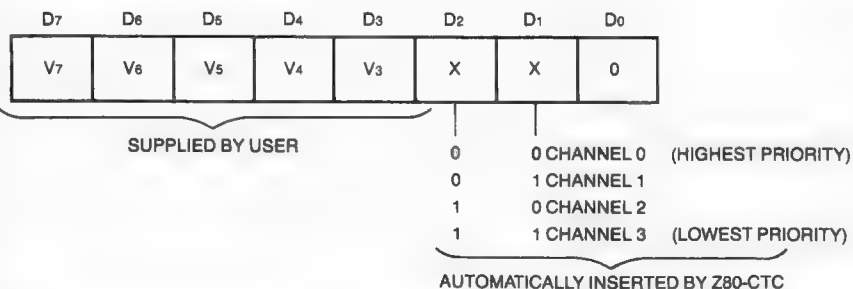 D7 D6 D5 D4 D3 D2 D1 D0
V7 V6 V5 V4 V3 X X 0
SUPPLIED BY USER
0 0 CHANNEL 0 (HIGHEST PRIORITY)
0 1 CHANNEL 1
1 0 CHANNEL 2
1 1 CHANNEL 3 (LOWEST PRIORITY)
AUTOMATICALLY INSERTED BY Z80-CTC